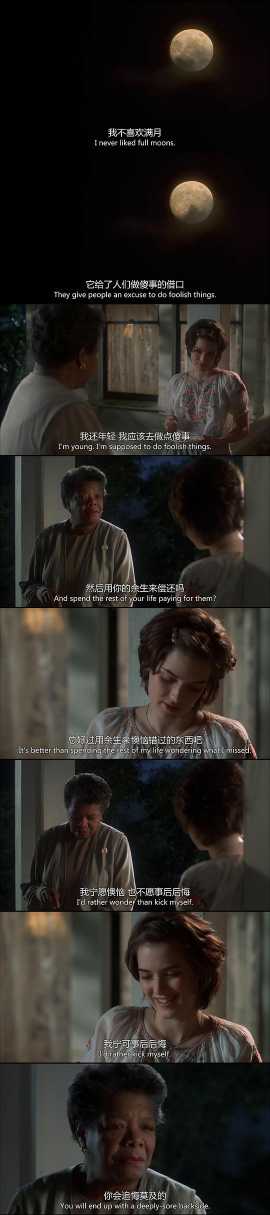 我不喜欢满月
I never liked full moons.
它给了人们做傻事的借口
They give people an excuse to do foolish things.
我还年轻 我应该去做点傻事
I'm young. I'm supposed to do foolish things.
然后用你的余生来偿还吗
And spend the rest of your life paying for them?
总好过用余生来懊恼错过的东西吧
It's better than spending the rest of my life wondering what I missed.
我宁愿懊恼 也不愿事后后悔
I'd rather wonder than kick myself.
我宁可事后后悔
I'd rather kick myself.
你会追悔莫及的
You will end up with a deeply-sore backside.